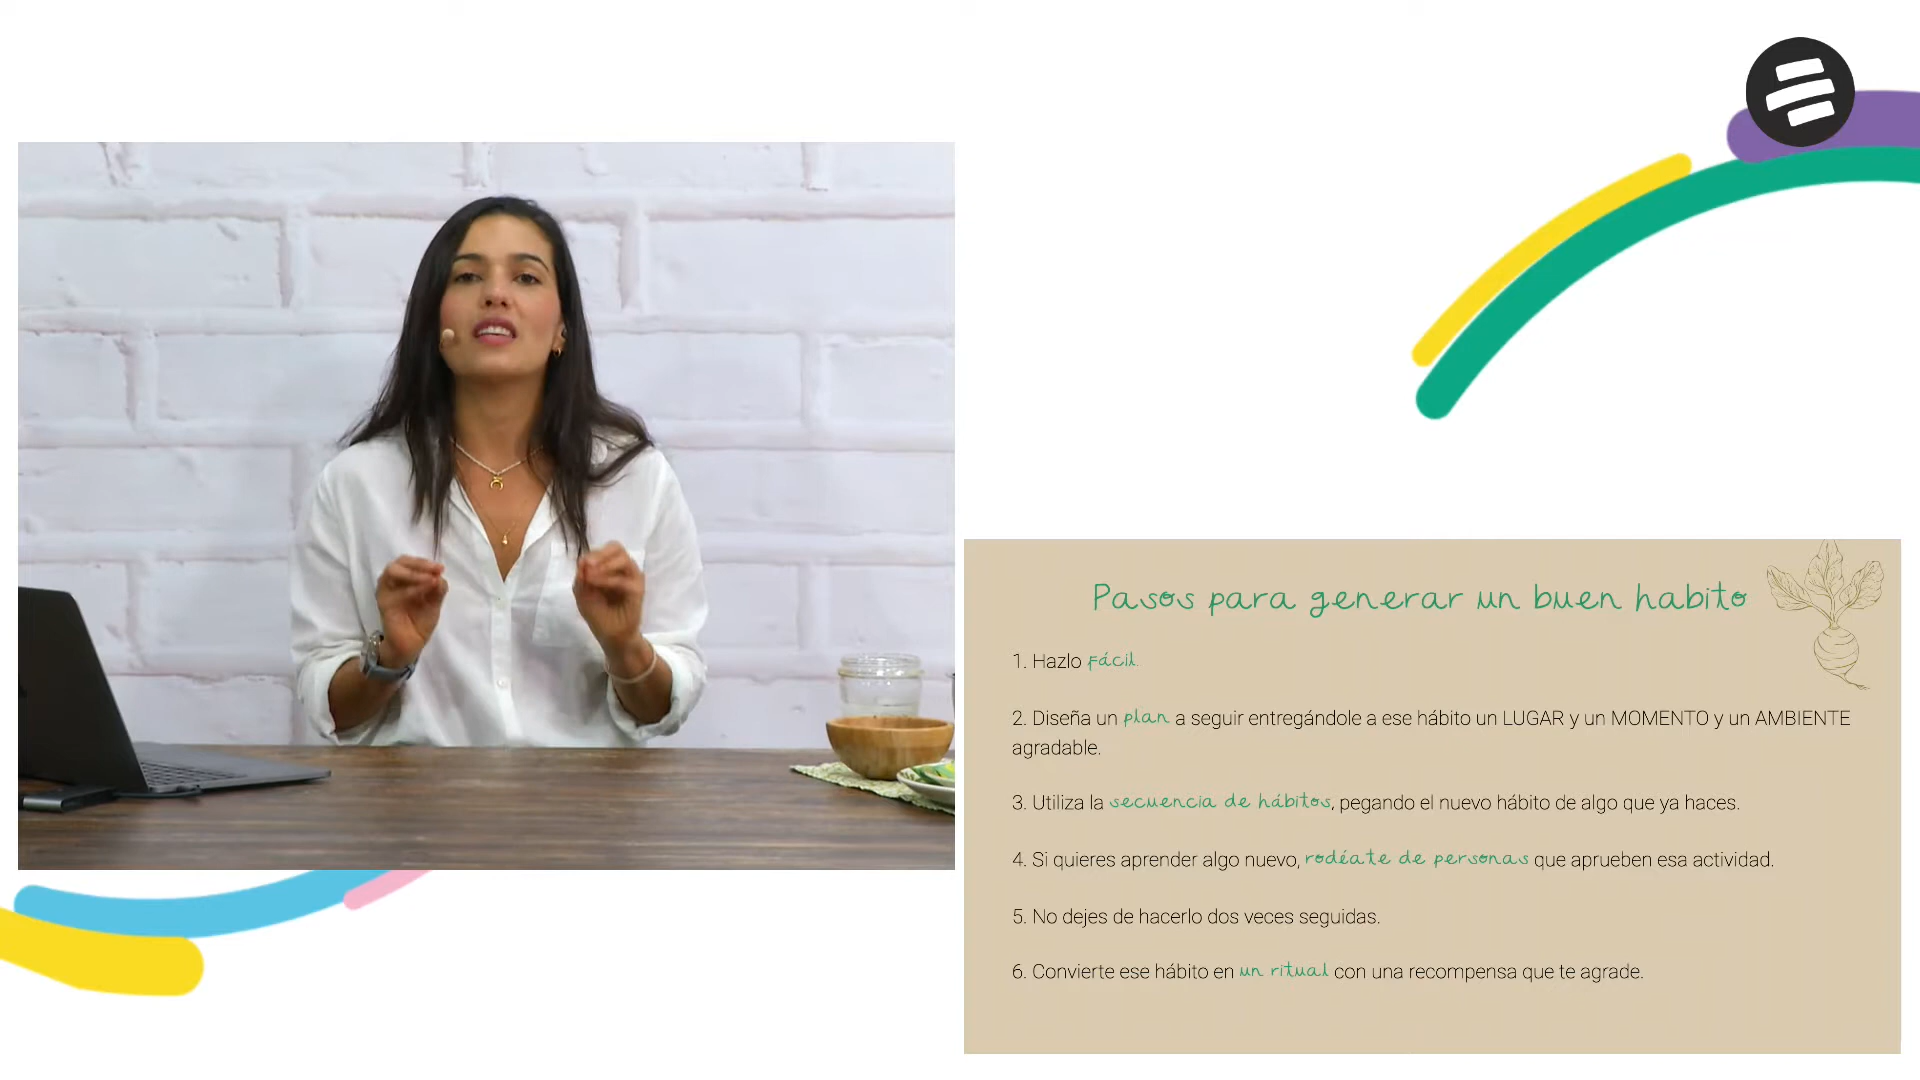 Pasos para generar un buen habito
1. Hazlo fácil.
2. Diseña un plan a seguir entregándole a ese hábito un LUGAR y un MOMENTO y un AMBIENTE
agradable.
3. Utiliza la secuencia de hábitos, pegando el nuevo hábito de algo que ya haces.
4. Si quieres aprender algo nuevo, rodéate de personas que aprueben esa actividad.
5. No dejes de hacerlo dos veces seguidas.
6. Convierte ese hábito en un ritual con una recompensa que te agrade.